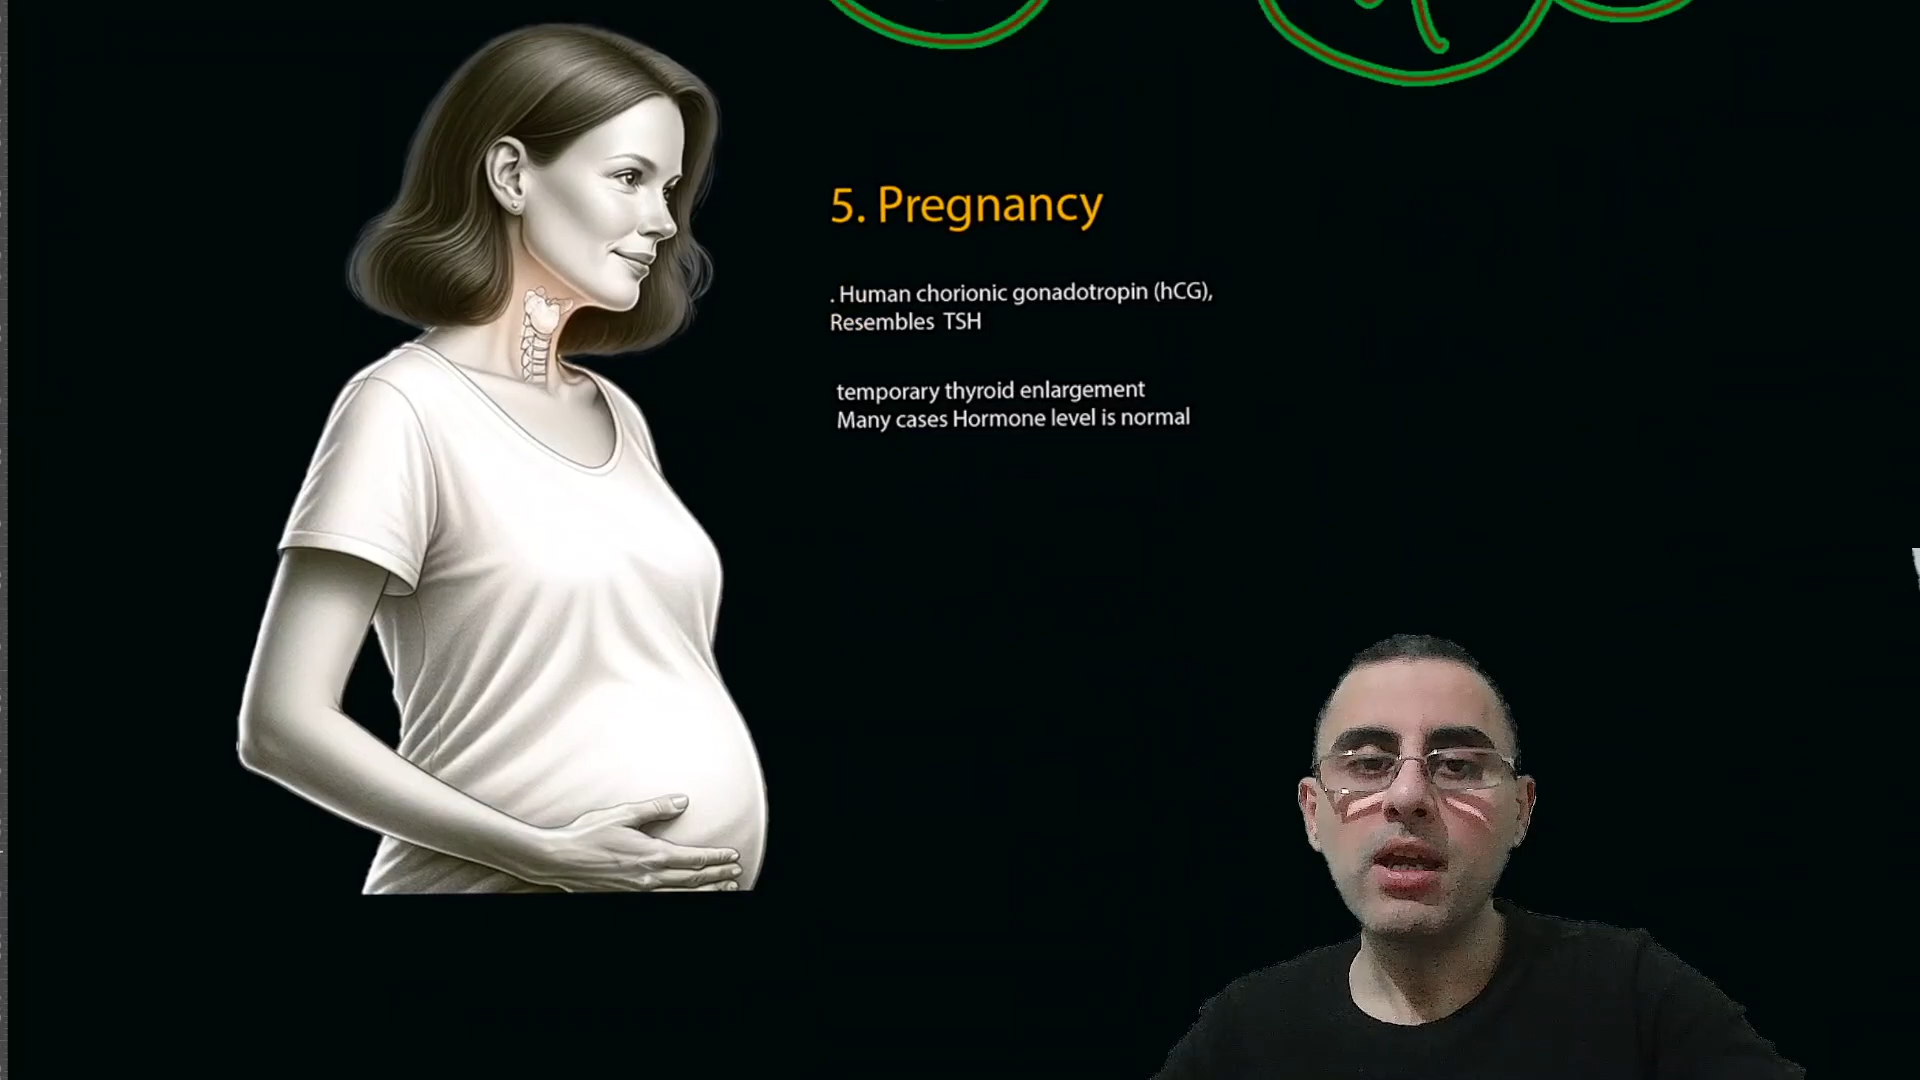 5. Pregnancy
. Human chorionic gonadotropin (hCG),
Resembles TSH
temporary thyroid enlargement
Many cases Hormone level is normal